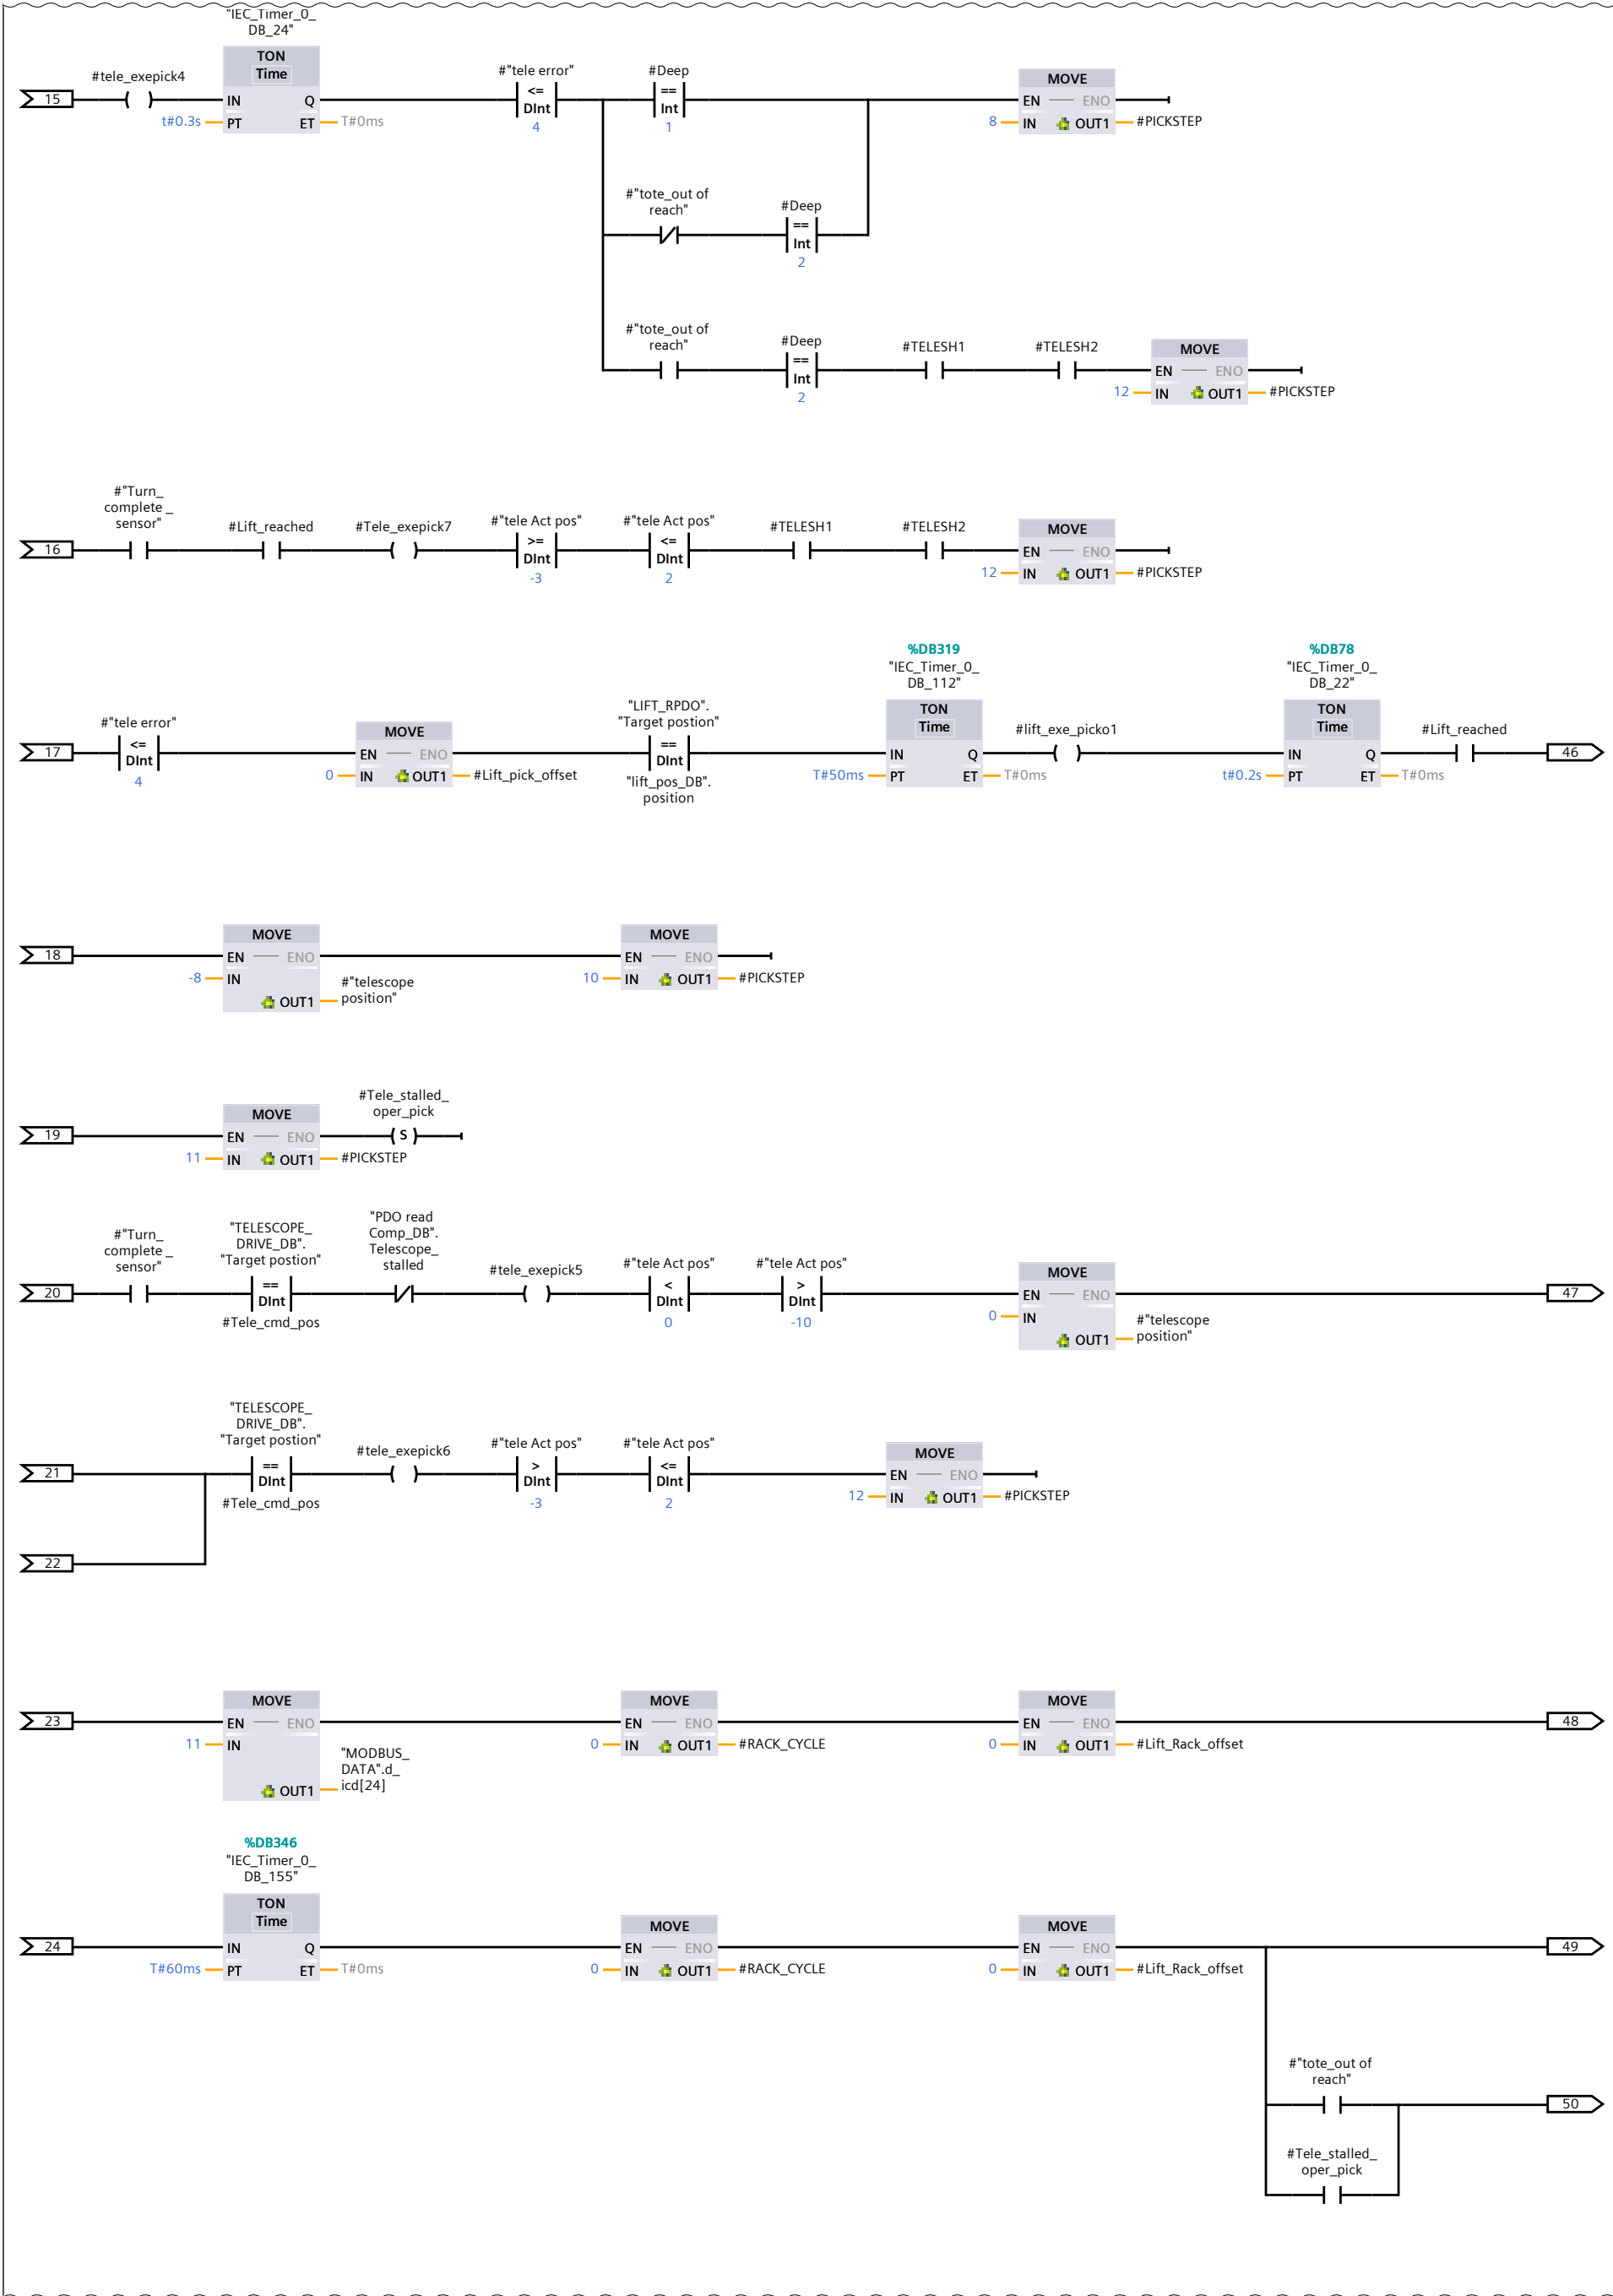 "IEC_Timer_0_
DB_24"
TON
Time
#tele_exepick4
#"tele error"
#Deep
MOVE
15
IN Q
<=
DInt
==
Int
EN ENO
t#0.3s PT ET T#0ms
4
1
8 IN OUT1 #PICKSTEP
#"tote_out of
reach"
#Deep
==
Int
2
#"tote_out of
reach"
#Deep
#TELESH1
#TELESH2
MOVE
==
Int
EN ENO
2
12 IN OUT1 #PICKSTEP
#"Turn_
complete _
sensor"
#Lift_reached
#Tele_exepick7
#"tele Act pos"
#"tele Act pos"
#TELESH1
#TELESH2
MOVE
16
>=
DInt
<=
DInt
EN ENO
-3
2
12 IN OUT1 #PICKSTEP
%DB319
"IEC_Timer_0_
DB_112"
%DB78
"IEC_Timer_0_
DB_22"
#"tele error"
MOVE
"LIFT_RPDO".
"Target postion"
TON
Time
#lift_exe_picko1
TON
Time
#Lift_reached
17
<=
DInt
EN ENO
==
DInt
IN Q
IN Q
46
4
0 IN OUT1 #Lift_pick_offset
"lift_pos_DB".
position
T#50ms PT ET T#0ms
t#0.2s PT ET T#0ms
MOVE
MOVE
18
EN ENO
EN ENO
-8 IN
OUT1
#"telescope
position"
10 IN OUT1 #PICKSTEP
#Tele_stalled_
oper_pick
MOVE
19
EN ENO
S
11 IN OUT1 #PICKSTEP
#"Turn_
complete _
sensor"
"TELESCOPE_
DRIVE_DB".
"Target postion"
"PDO read
Comp_DB".
Telescope_
stalled
#tele_exepick5
#"tele Act pos"
#"tele Act pos"
MOVE
20
==
DInt
<
DInt
>
DInt
EN ENO
47
#Tele_cmd_pos
0
-10
0 IN
OUT1
#"telescope
position"
"TELESCOPE_
DRIVE_DB".
"Target postion"
#tele_exepick6
#"tele Act pos"
#"tele Act pos"
MOVE
21
==
DInt
>
DInt
<=
DInt
EN ENO
#Tele_cmd_pos
-3
2
12 IN OUT1 #PICKSTEP
22
MOVE
MOVE
MOVE
23
EN ENO
EN ENO
EN ENO
48
11 IN
OUT1
"MODBUS_
DATA".d_
icd[24]
0 IN OUT1 #RACK_CYCLE
0 IN OUT1 #Lift_Rack_offset
%DB346
"IEC_Timer_0_
DB_155"
TON
Time
MOVE
MOVE
24
IN Q
EN ENO
EN ENO
49
T#60ms PT ET T#0ms
0 IN OUT1 #RACK_CYCLE
0 IN OUT1 #Lift_Rack_offset
#"tote_out of
reach"
50
#Tele_stalled_
oper_pick